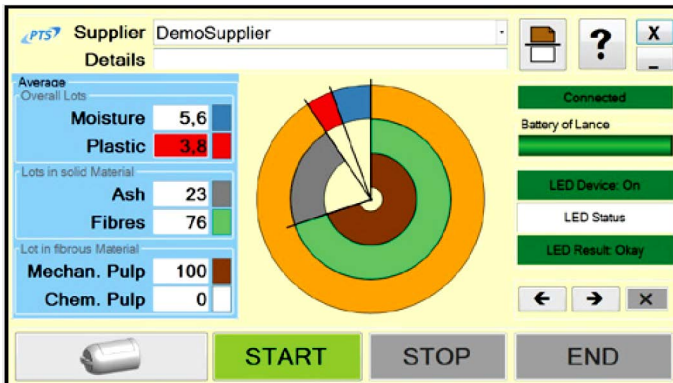 PTS Supplier DemoSupplier
Details
? X
_
Average
Overall Lots
Moisture 5,6
Plastic 3,8
Lots in solid Material
Ash 23
Fibres 76
Lot in fibrous Material
Mechan. Pulp 100
Chem. Pulp 0
Connected
Battery of Lance
LED Device: On
LED Status
LED Result: Okay
← → X
START STOP END